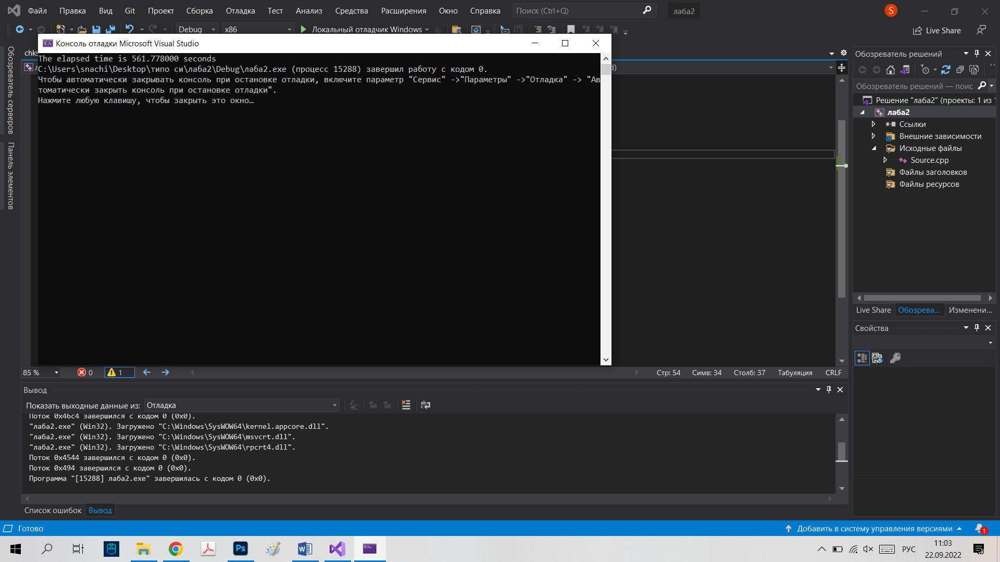 Файл Правка Вид Git Проект Сборка Отладка Тест Анализ Средства Расширения Окно Справка Поиск (Ctrl+Q) лаба2 S
Debug x86 Локальный отладчик Windows Live Share
Консоль отладки Microsoft Visual Studio
The elapsed time is 561.778000 seconds
C:\Users\snachi\Desktop\типо си\лаба2\Debug\лаба2.exe (процесс 15288) завершил работу с кодом 0.
Чтобы автоматически закрывать консоль при остановке отладки, включите параметр "Сервис" ->"Параметры" ->"Отладка" -> "Ав
томатически закрыть консоль при остановке отладки".
Нажмите любую клавишу, чтобы закрыть это окно…
Обозреватель серверов
Панель элементов
chks
Обозреватель решений
Обозреватель решений — поис
Решение "лаба2" (проекты: 1 из 1
лаба2
Ссылки
Внешние зависимости
Исходные файлы
Source.cpp
Файлы заголовков
Файлы ресурсов
Live Share Обозрева... Изменени...
Свойства
85 % 0 1 Стр: 54 Симв: 34 Столб: 37 Табуляция CRLF
Вывод
Показать выходные данные из: Отладка
Поток 0x46c4 завершился с кодом 0 (0x0).
"лаба2.exe" (Win32). Загружено "C:\Windows\SysWOW64\kernel.appcore.dll".
"лаба2.exe" (Win32). Загружено "C:\Windows\SysWOW64\msvcrt.dll".
"лаба2.exe" (Win32). Загружено "C:\Windows\SysWOW64\rpcrt4.dll".
Поток 0x4544 завершился с кодом 0 (0x0).
Поток 0x494 завершился с кодом 0 (0x0).
Программа "[15288] лаба2.exe" завершилась с кодом 0 (0x0).
Список ошибок Вывод
Готово Добавить в систему управления версиями 1
Ps РУС 11:03
22.09.2022